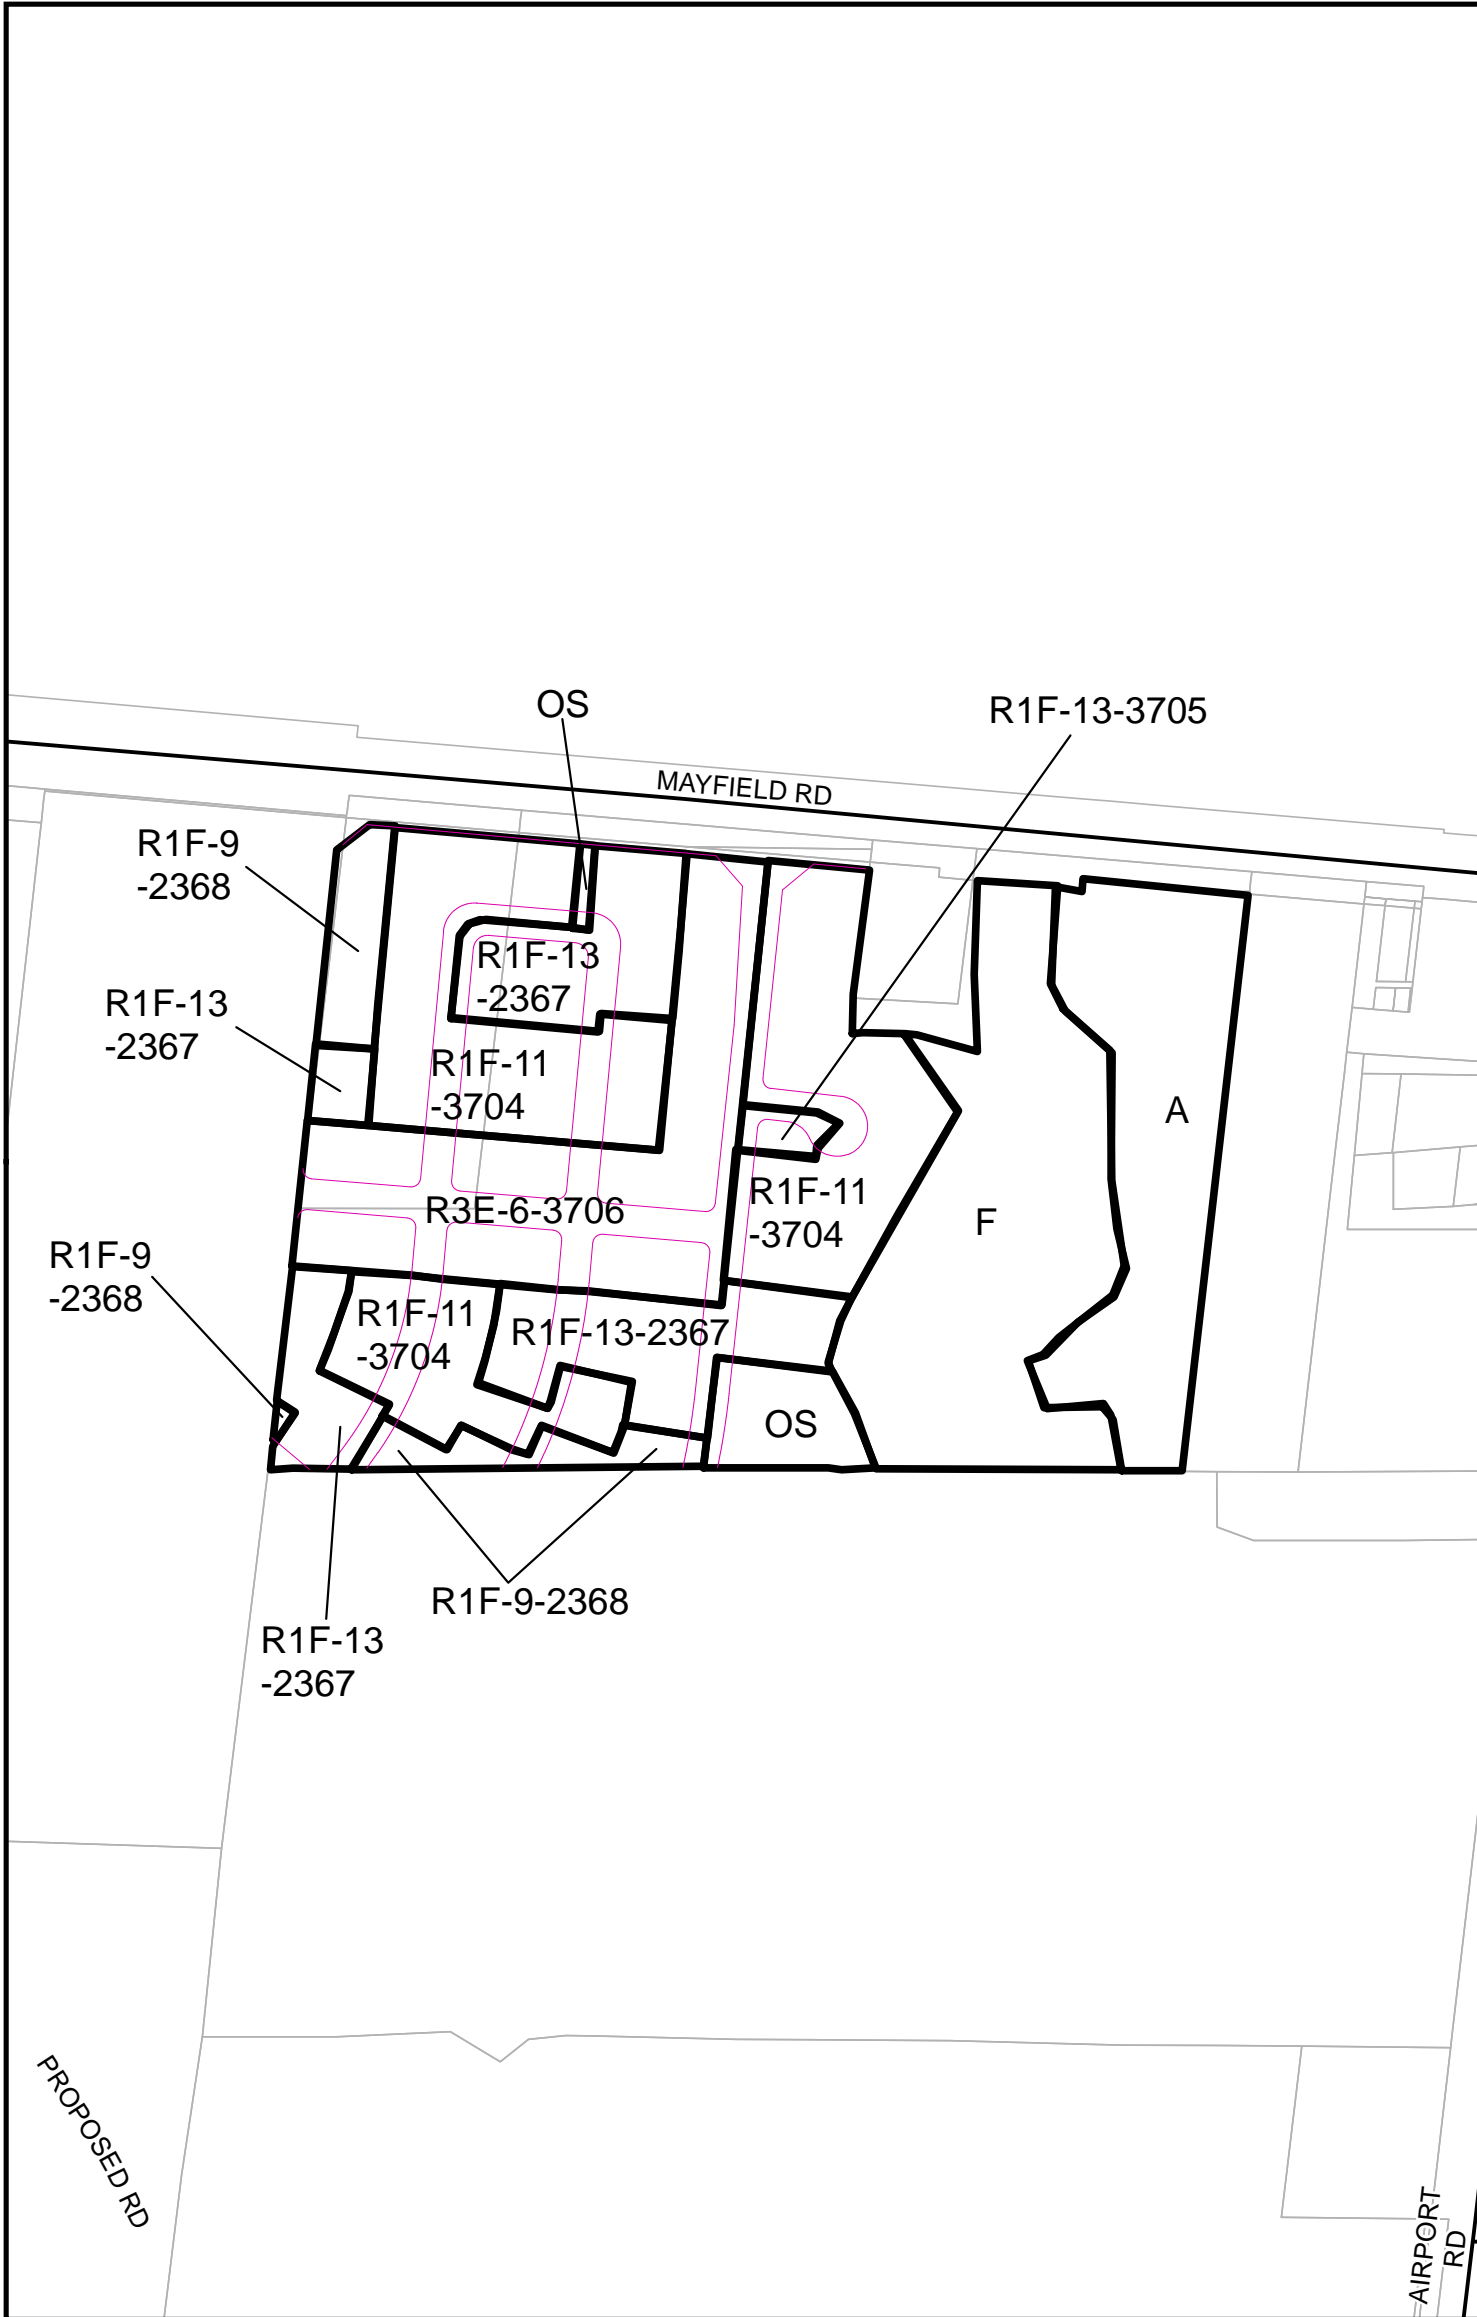 OS
R1F-13-3705
MAYFIELD RD
R1F-9
-2368
R1F-13
-2367
R1F-13
-2367
R1F-11
-3704
A
R1F-11
-3704
R3E-6-3706
F
R1F-9
-2368
R1F-11
-3704
R1F-13-2367
OS
R1F-9-2368
R1F-13
-2367
PROPOSED RD
AIRPORT
RD